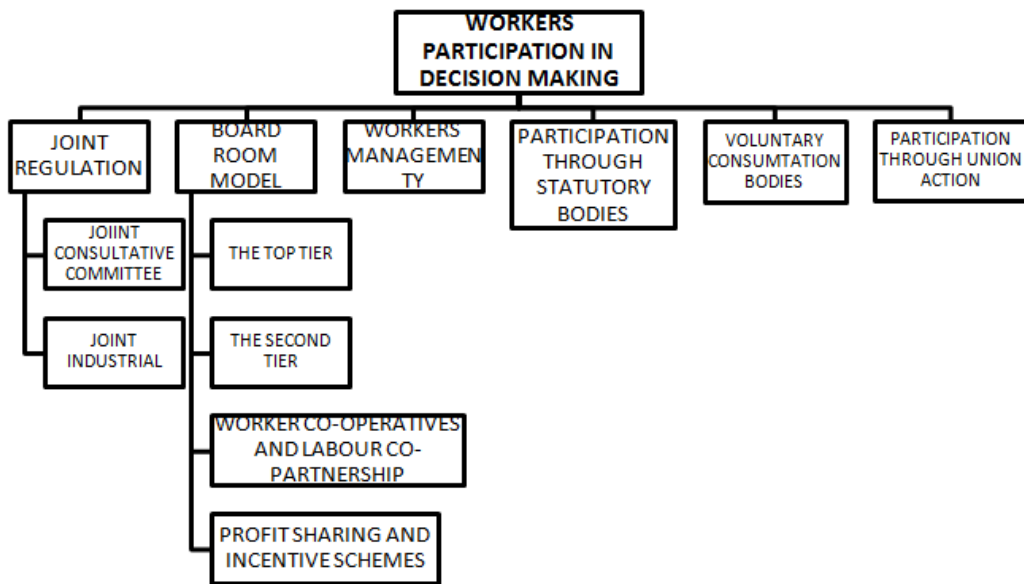 WORKERS
PARTICIPATION IN
DECISION MAKING
JOINT
REGULATION
BOARD
ROOM
MODEL
WORKERS
MANAGEMEN
TY
PARTICIPATION
THROUGH
STATUTORY
BODIES
VOLUNTARY
CONSUMTATION
BODIES
PARTICIPATION
THROUGH UNION
ACTION
JOIINT
CONSULTATIVE
COMMITTEE
THE TOP TIER
JOINT
INDUSTRIAL
THE SECOND
TIER
WORKER CO-OPERATIVES
AND LABOUR CO-
PARTNERSHIP
PROFIT SHARING AND
INCENTIVE SCHEMES